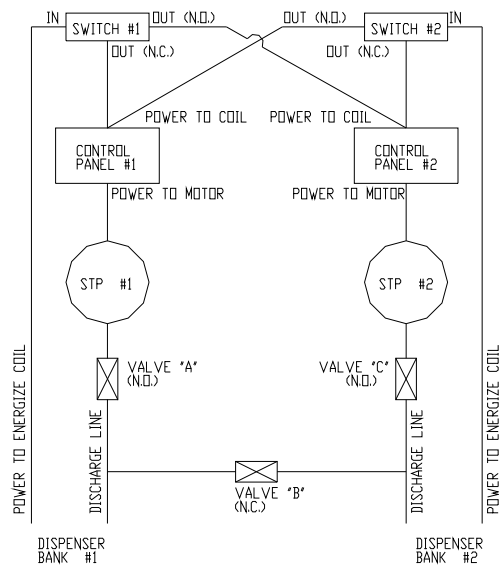 IN
SWITCH #1
OUT (N.O.)
OUT (N.O.)
SWITCH #2
IN
OUT (N.C.)
OUT (N.C.)
POWER TO COIL
POWER TO COIL
CONTROL
PANEL #1
CONTROL
PANEL #2
POWER TO MOTOR
POWER TO MOTOR
STP #1
STP #2
VALVE "A"
(N.O.)
VALVE "C"
(N.O.)
POWER TO ENERGIZE COIL
DISCHARGE LINE
DISCHARGE LINE
POWER TO ENERGIZE COIL
VALVE "B"
(N.C.)
DISPENSER
BANK #1
DISPENSER
BANK #2